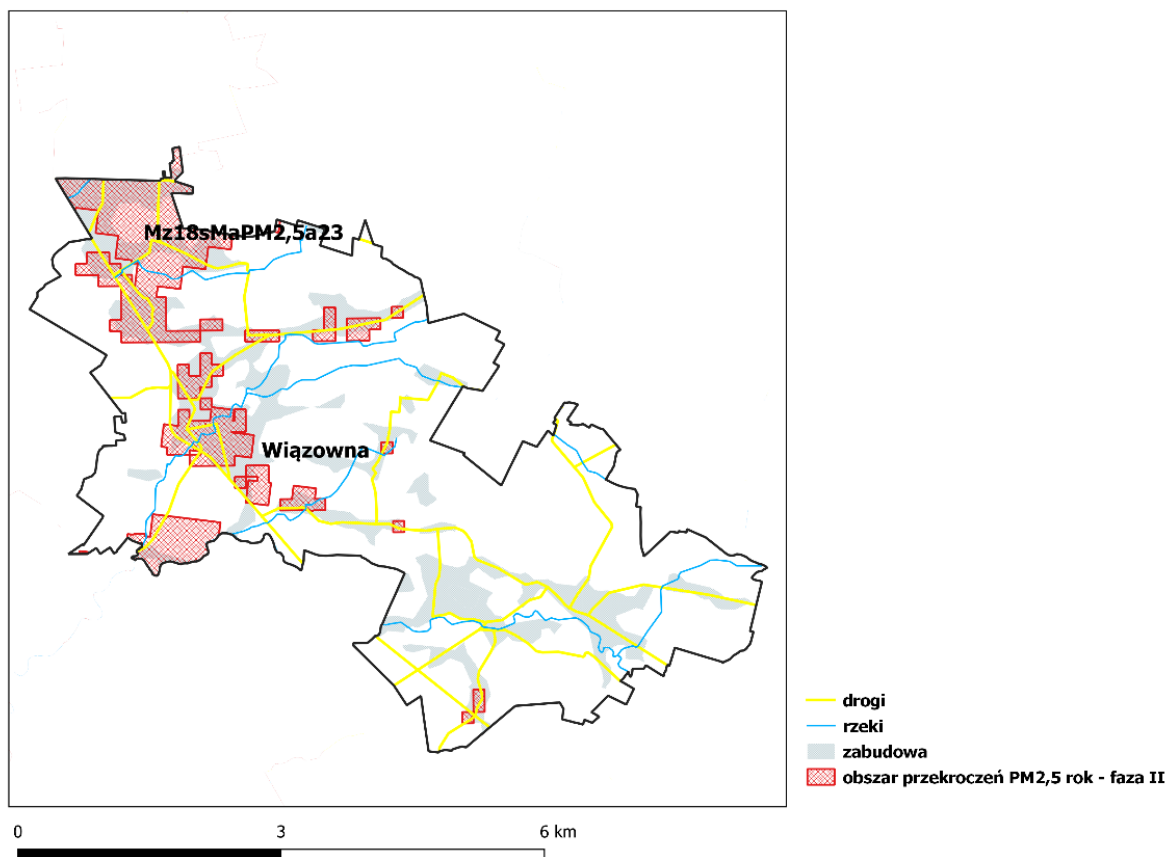 Mz18sMaPM2,5a23
Wiązowna
drogi
rzeki
zabudowa
obszar przekroczeń PM2,5 rok - faza II
0 3 6 km